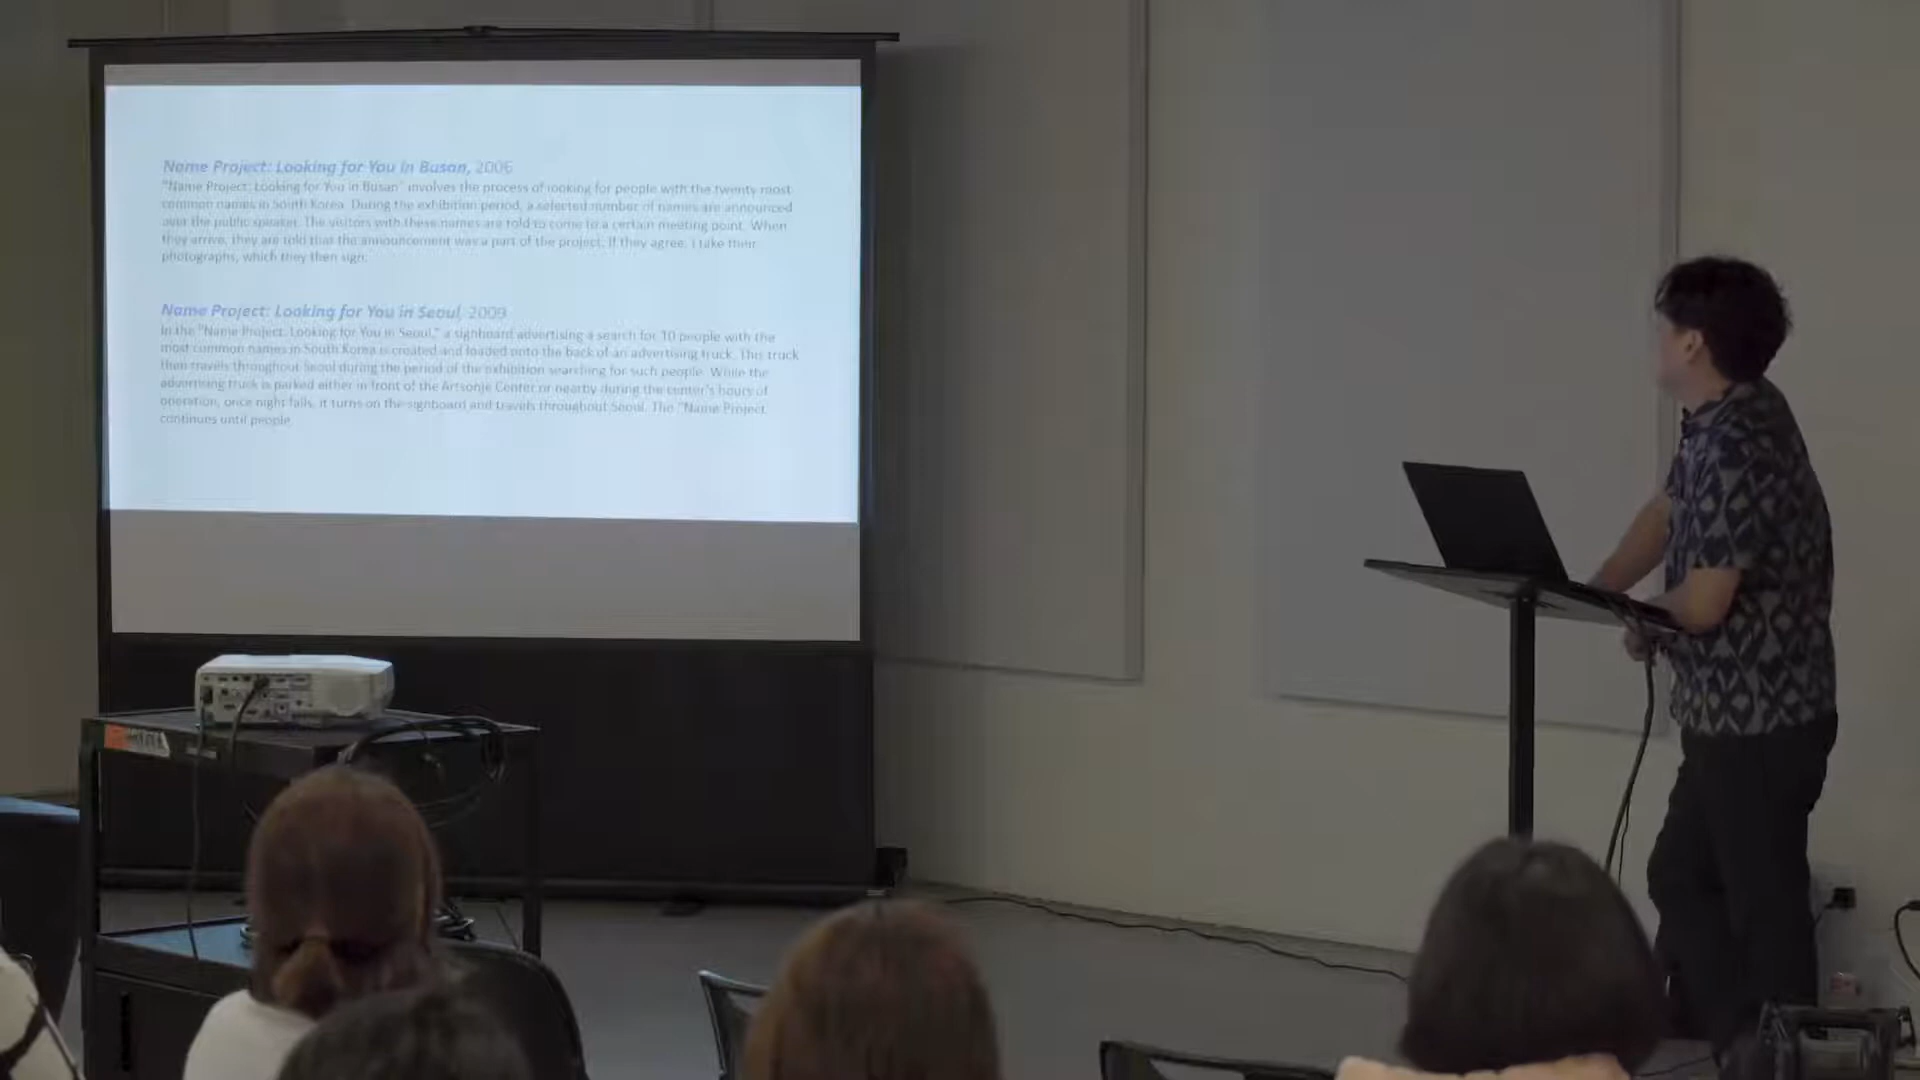 Name Project: Looking for You in Busan, 2006
"Name Project: Looking for You in Busan" involves the process of looking for people with the twenty most
common names in South Korea. During the exhibition period, a selected number of names are announced
over the public speaker. The visitors with these names are told to come to a certain meeting point. When
they arrive, they are told that the announcement was a part of the project; if they agree, I take their
photographs, which they then sign.
Name Project: Looking for You in Seoul, 2009
In the "Name Project: Looking for You in Seoul," a signboard advertising a search for 10 people with the
most common names in South Korea is created and loaded onto the back of an advertising truck. This truck
then travels throughout Seoul during the period of the exhibition searching for such people. While the
advertising truck is parked either in front of the Artsonje Center or nearby during the center's hours of
operation, once night falls, it turns on the signboard and travels throughout Seoul. The "Name Project
continues until people